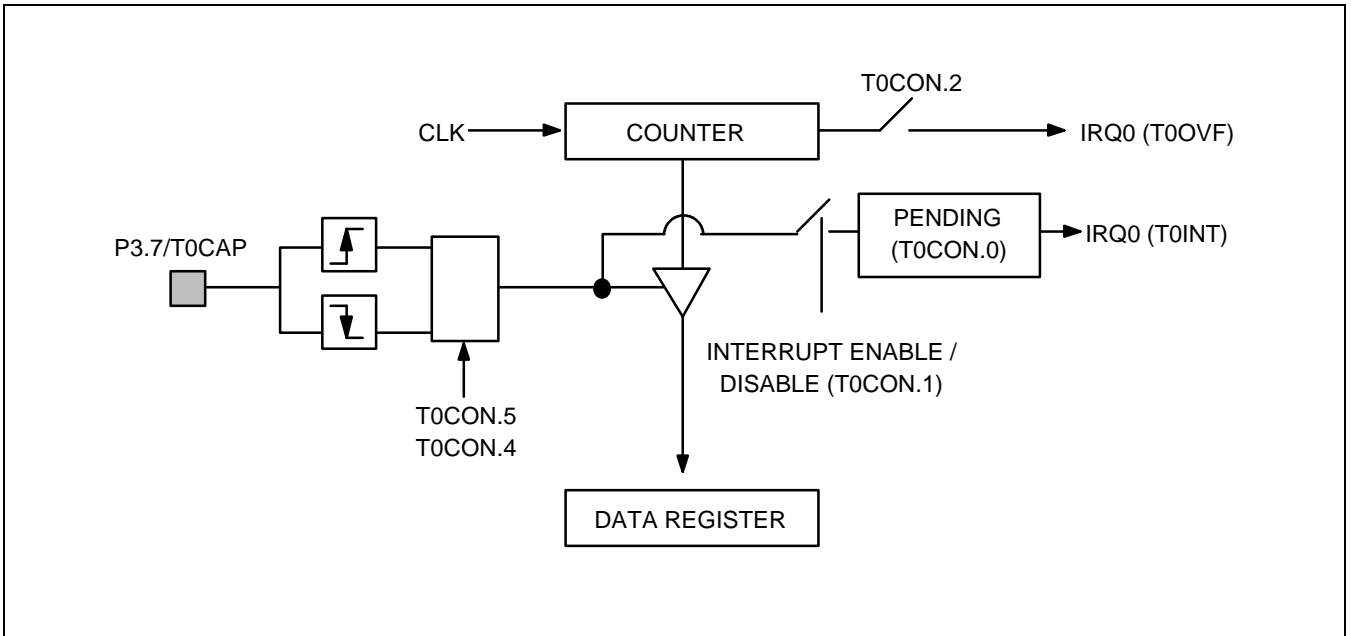 T0CON.2
CLK
COUNTER
IRQ0 (T0OVF)
P3.7/T0CAP
PENDING
(T0CON.0)
IRQ0 (T0INT)
INTERRUPT ENABLE /
DISABLE (T0CON.1)
T0CON.5
T0CON.4
DATA REGISTER